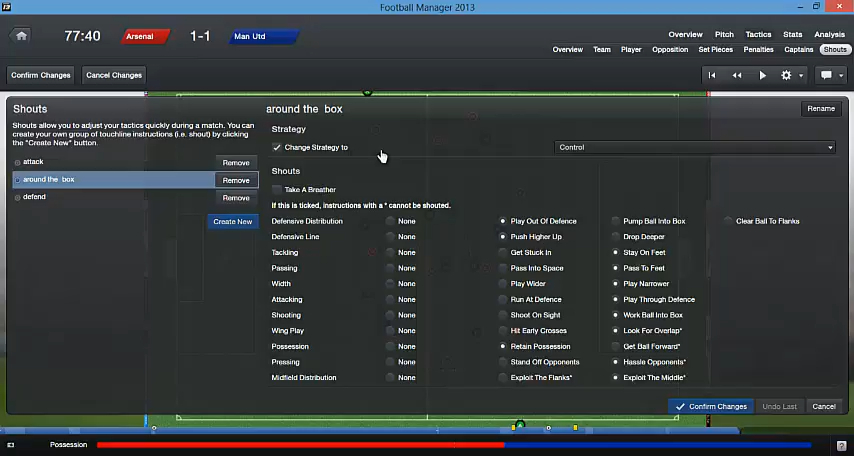 Football Manager 2013
77:40 Arsenal 1-1 Man Utd
Overview Pitch Tactics Stats Analysis
Overview Team Player Opposition Set Pieces Penalties Captains Shouts
Confirm Changes Cancel Changes
Shouts
Shouts allow you to adjust your tactics quickly during a match. You can
create your own group of touchline instructions (i.e. shout) by clicking
the "Create New" button.
attack Remove
around the box Remove
defend Remove
Create New
around the box Rename
Strategy
Change Strategy to Control
Shouts
Take A Breather
If this is ticked, instructions with a * cannot be shouted.
Defensive Distribution None Play Out Of Defence Pump Ball Into Box Clear Ball To Flanks
Defensive Line None Push Higher Up Drop Deeper
Tackling None Get Stuck In Stay On Feet
Passing None Pass Into Space Pass To Feet
Width None Play Wider Play Narrower
Attacking None Run At Defence Play Through Defence
Shooting None Shoot On Sight Work Ball Into Box
Wing Play None Hit Early Crosses Look For Overlap*
Possession None Retain Possession Get Ball Forward*
Pressing None Stand Off Opponents Hassle Opponents*
Midfield Distribution None Exploit The Flanks* Exploit The Middle*
Confirm Changes Undo Last Cancel
Possession